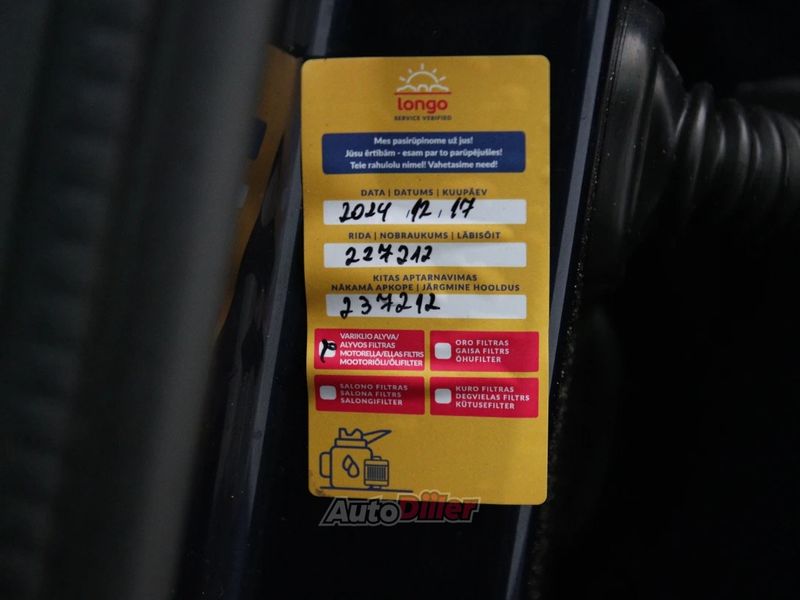 longo
SERVICE VERIFIED
Mes pasirūpinome už jus!
Jūsu ērtībām - esam par to parūpējušies!
Teie rahulolu nimel! Vahetasime need!
DATA | DATUMS | KUUPÄEV
2024.12.17
RIDA | NOBRAUKUMS | LÄBISÕIT
227212
KITAS APTARNAVIMAS
NĀKAMĀ APKOPE | JÄRGMINE HOOLDUS
237212
VARIKLIO ALYVA/
ALYVOS FILTRAS
MOTOREĻĻA/EĻĻAS FILTRS
MOOTORIÕLI/ÕLIFILTER
ORO FILTRAS
GAISA FILTRS
ÕHUFILTER
SALONO FILTRAS
SALONA FILTRS
SALONGIFILTER
KURO FILTRAS
DEGVIELAS FILTRS
KÜTUSEFILTER
AutoDiler